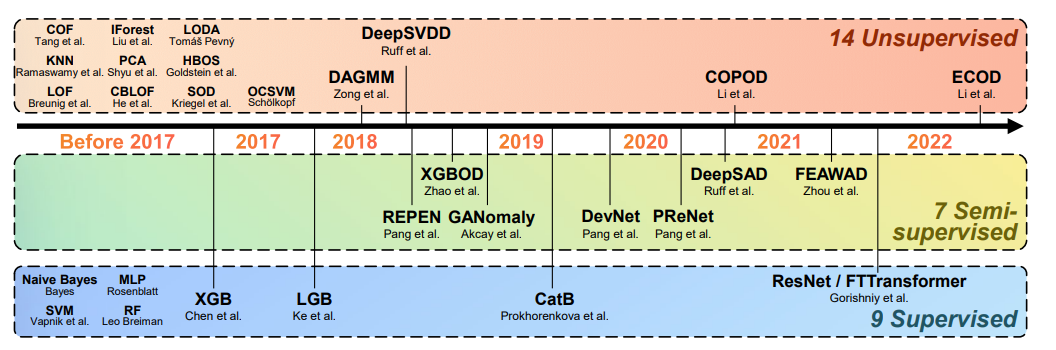 COF
Tang et al.
IForest
Liu et al.
LODA
Tomáš Pevný
KNN
Ramaswamy et al.
PCA
Shyu et al.
HBOS
Goldstein et al.
LOF
Breunig et al.
CBLOF
He et al.
SOD
Kriegel et al.
OCSVM
Schölkopf
DeepSVDD
Ruff et al.
DAGMM
Zong et al.
COPOD
Li et al.
ECOD
Li et al.
14 Unsupervised
Before 2017
2017
2018
2019
2020
2021
2022
XGBOD
Zhao et al.
REPEN
Pang et al.
GANomaly
Akcay et al.
DevNet
Pang et al.
PReNet
Pang et al.
DeepSAD
Ruff et al.
FEAWAD
Zhou et al.
7 Semi-
supervised
Naive Bayes
Bayes
MLP
Rosenblatt
SVM
Vapnik et al.
RF
Leo Breiman
XGB
Chen et al.
LGB
Ke et al.
CatB
Prokhorenkova et al.
ResNet / FTTransformer
Gorishniy et al.
9 Supervised